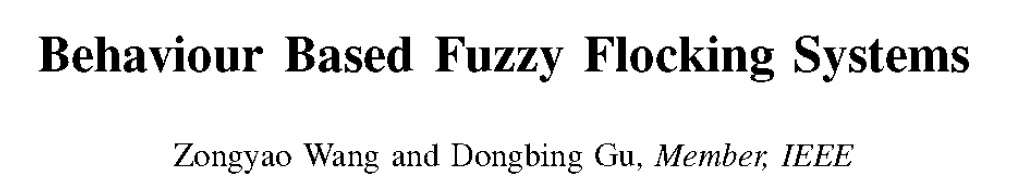 Behaviour Based Fuzzy Flocking Systems
Zongyao Wang and Dongbing Gu, Member, IEEE